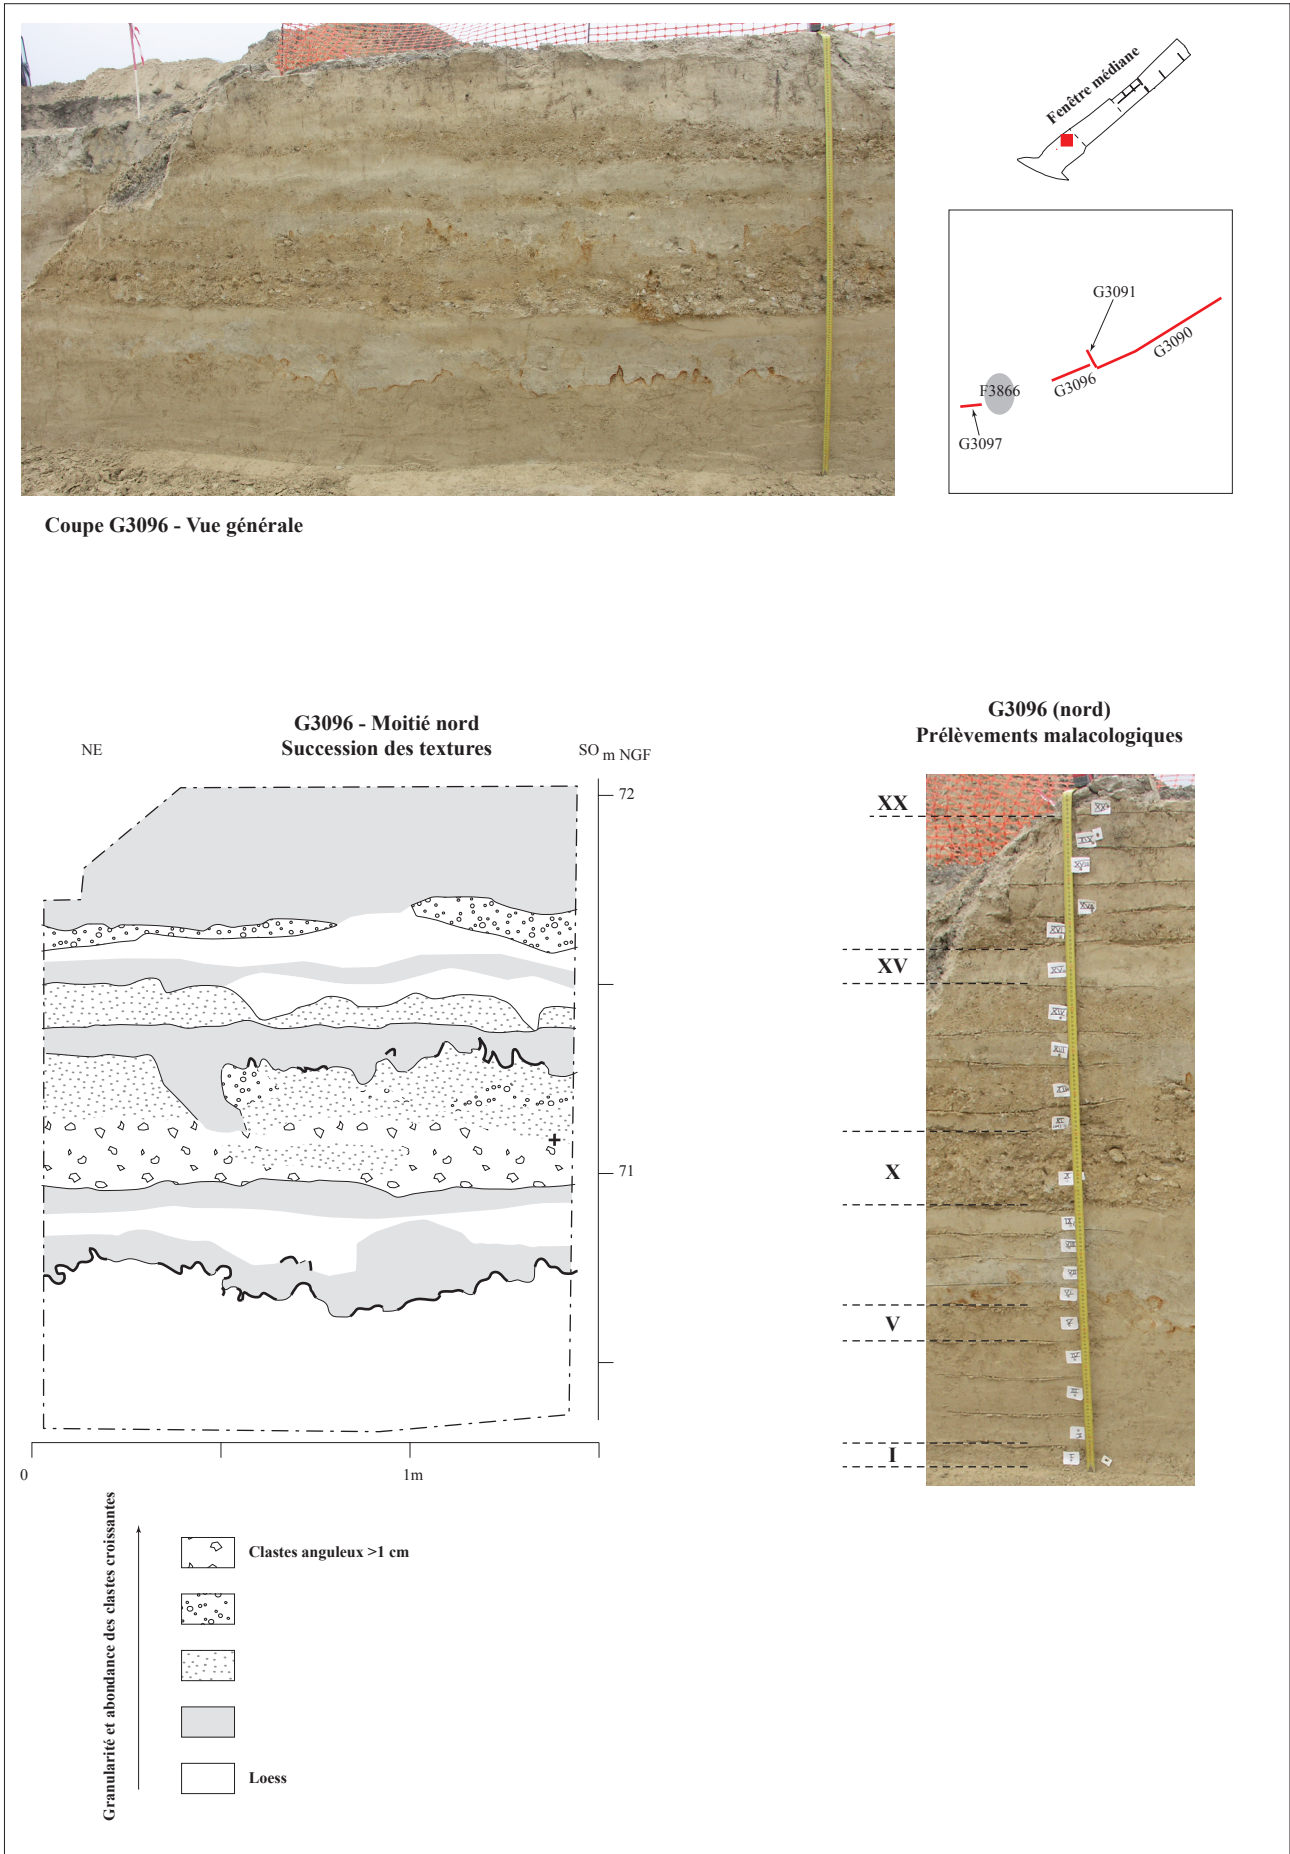 Fenêtre médiane
G3091
G3090
G3096
F3866
G3097
Coupe G3096 - Vue générale
G3096 - Moitié nord
Succession des textures
NE
SO
m NGF
72
71
0
1m
G3096 (nord)
Prélèvements malacologiques
XX
XV
X
V
I
Granularité et abondance des clastes croissantes
Clastes anguleux >1 cm
Loess